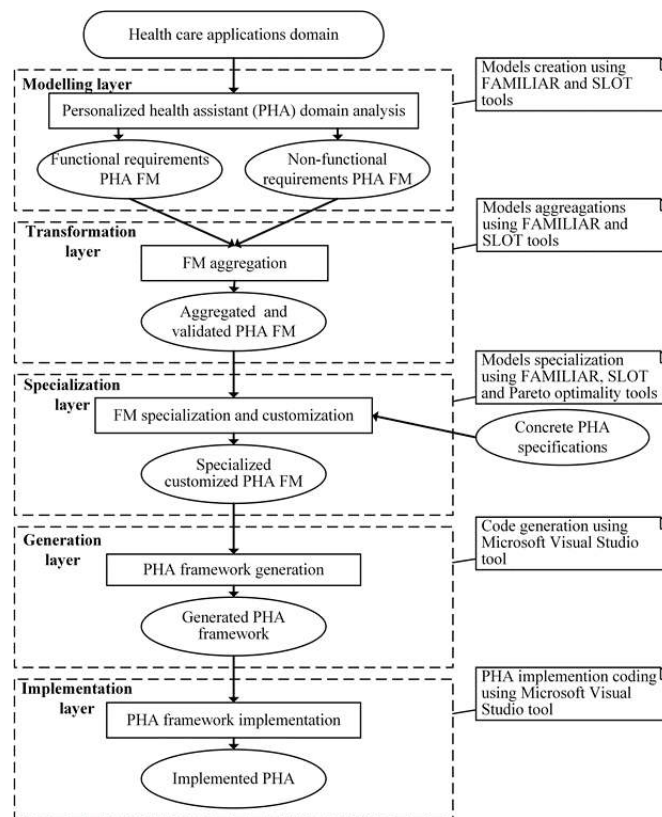 Health care applications domain
Modelling layer
Personalized health assistant (PHA) domain analysis
Functional requirements
PHA FM
Non-functional
requirements PHA FM
Models creation using
FAMILIAR and SLOT
tools
Transformation
layer
FM aggregation
Aggregated and
validated PHA FM
Models aggreagations
using FAMILIAR and
SLOT tools
Specialization
layer
FM specialization and customization
Specialized
customized PHA FM
Models specialization
using FAMILIAR, SLOT
and Pareto optimality tools
Concrete PHA
specifications
Generation
layer
PHA framework generation
Generated PHA
framework
Code generation using
Microsoft Visual Studio
tool
Implementation
layer
PHA framework implementation
Implemented PHA
PHA implemention coding
using Microsoft Visual
Studio tool